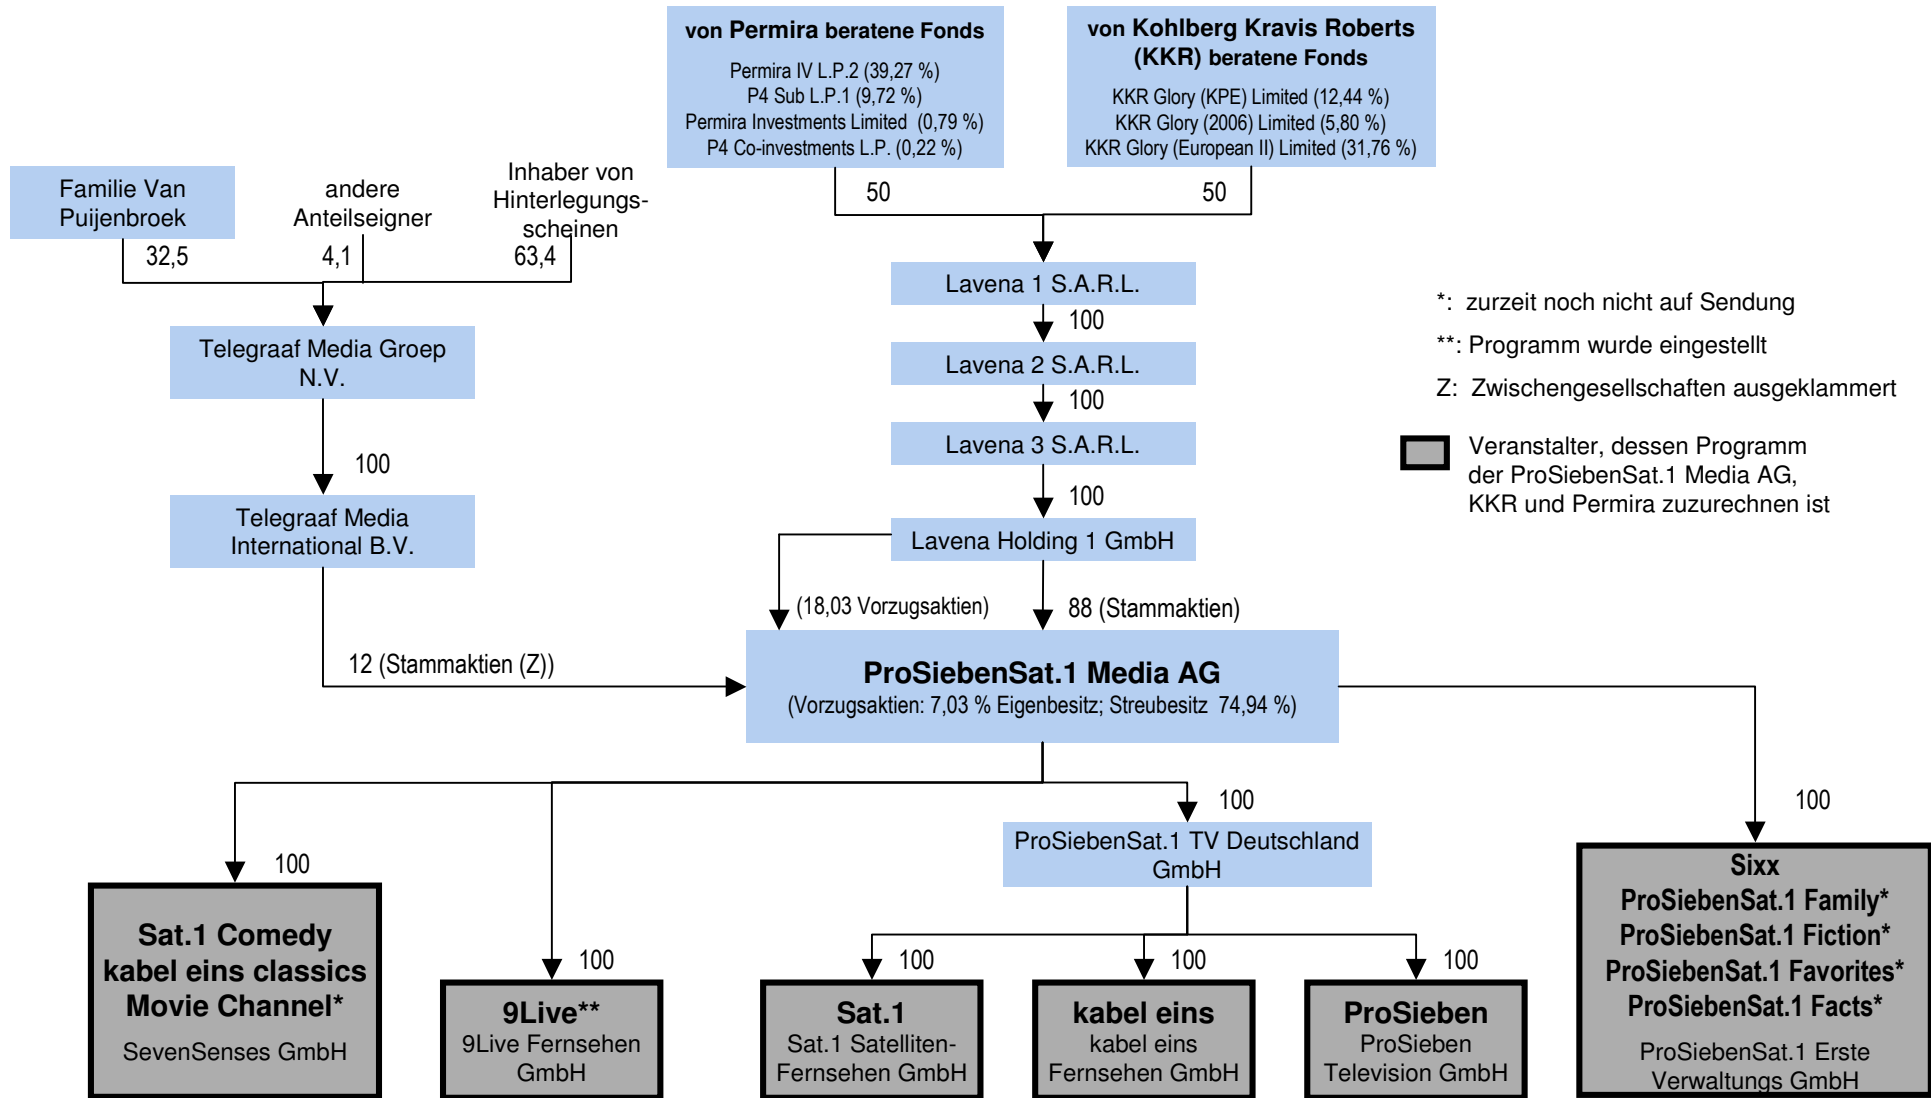 von Permira beratene Fonds
Permira IV L.P.2 (39,27 %)
P4 Sub L.P.1 (9,72 %)
Permira Investments Limited (0,79 %)
P4 Co-investments L.P. (0,22 %)
von Kohlberg Kravis Roberts
(KKR) beratene Fonds
KKR Glory (KPE) Limited (12,44 %)
KKR Glory (2006) Limited (5,80 %)
KKR Glory (European II) Limited (31,76 %)
Familie Van
Puijenbroek
andere
Anteilseigner
Inhaber von
Hinterlegungs-
scheinen
50
50
32,5
4,1
63,4
Lavena 1 S.A.R.L.
100
Lavena 2 S.A.R.L.
100
Lavena 3 S.A.R.L.
100
Lavena Holding 1 GmbH
Telegraaf Media Groep
N.V.
100
Telegraaf Media
International B.V.
*: zurzeit noch nicht auf Sendung
**: Programm wurde eingestellt
Z: Zwischengesellschaften ausgeklammert
Veranstalter, dessen Programm
der ProSiebenSat.1 Media AG,
KKR und Permira zuzurechnen ist
(18,03 Vorzugsaktien)
88 (Stammaktien)
12 (Stammaktien (Z))
ProSiebenSat.1 Media AG
(Vorzugsaktien: 7,03 % Eigenbesitz; Streubesitz 74,94 %)
100
100
ProSiebenSat.1 TV Deutschland
GmbH
100
Sat.1 Comedy
kabel eins classics
Movie Channel*
SevenSenses GmbH
100
9Live**
9Live Fernsehen
GmbH
100
Sat.1
Sat.1 Satelliten-
Fernsehen GmbH
100
kabel eins
kabel eins
Fernsehen GmbH
100
ProSieben
ProSieben
Television GmbH
Sixx
ProSiebenSat.1 Family*
ProSiebenSat.1 Fiction*
ProSiebenSat.1 Favorites*
ProSiebenSat.1 Facts*
ProSiebenSat.1 Erste
Verwaltungs GmbH